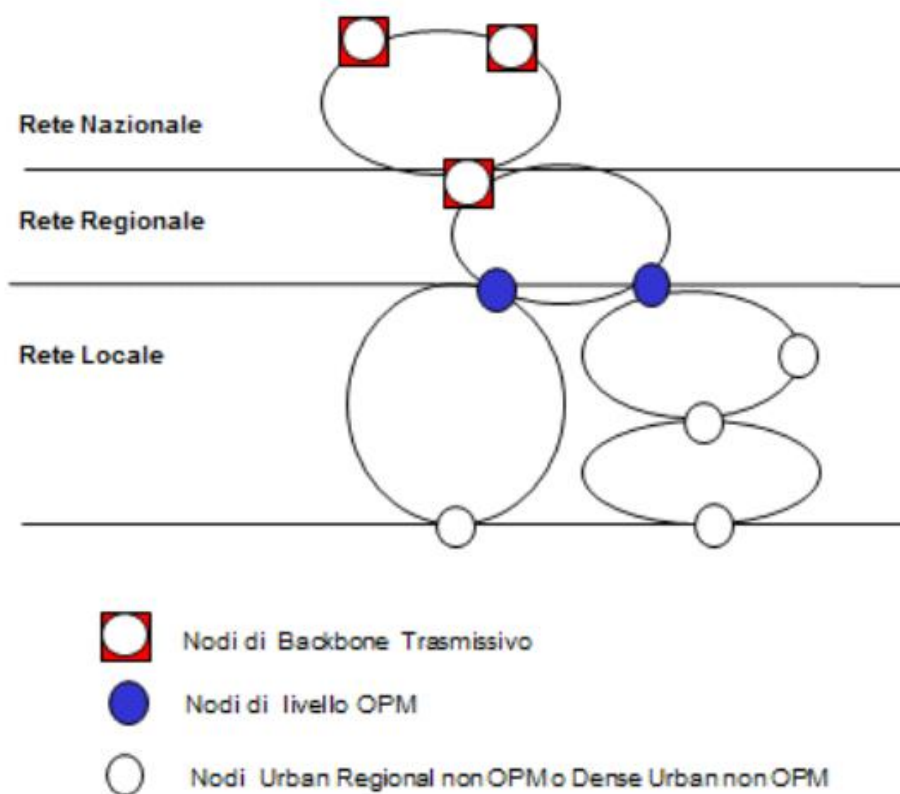 Rete Nazionale
Rete Regionale
Rete Locale
Nodi di Backbone Trasmissivo
Nodi di livello OPM
Nodi Urban Regional non OPM o Dense Urban non OPM